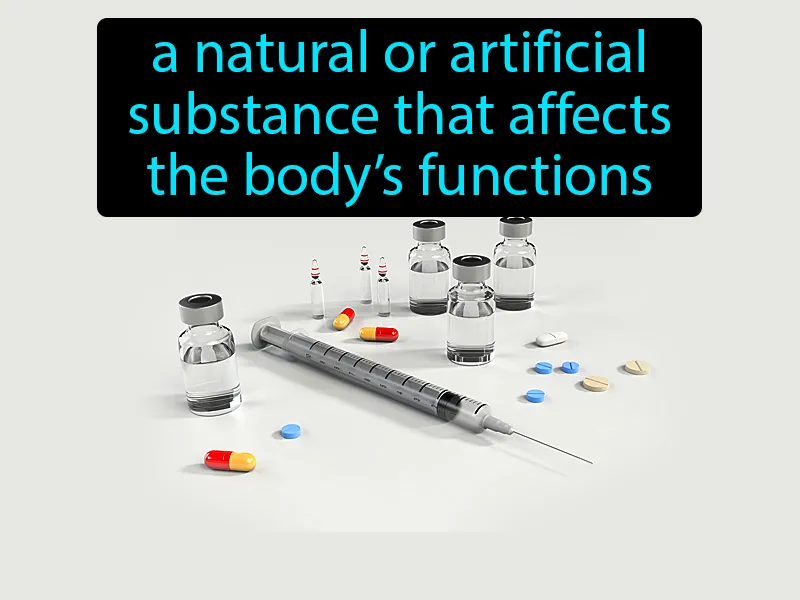 a natural or artificial
substance that affects
the body’s functions